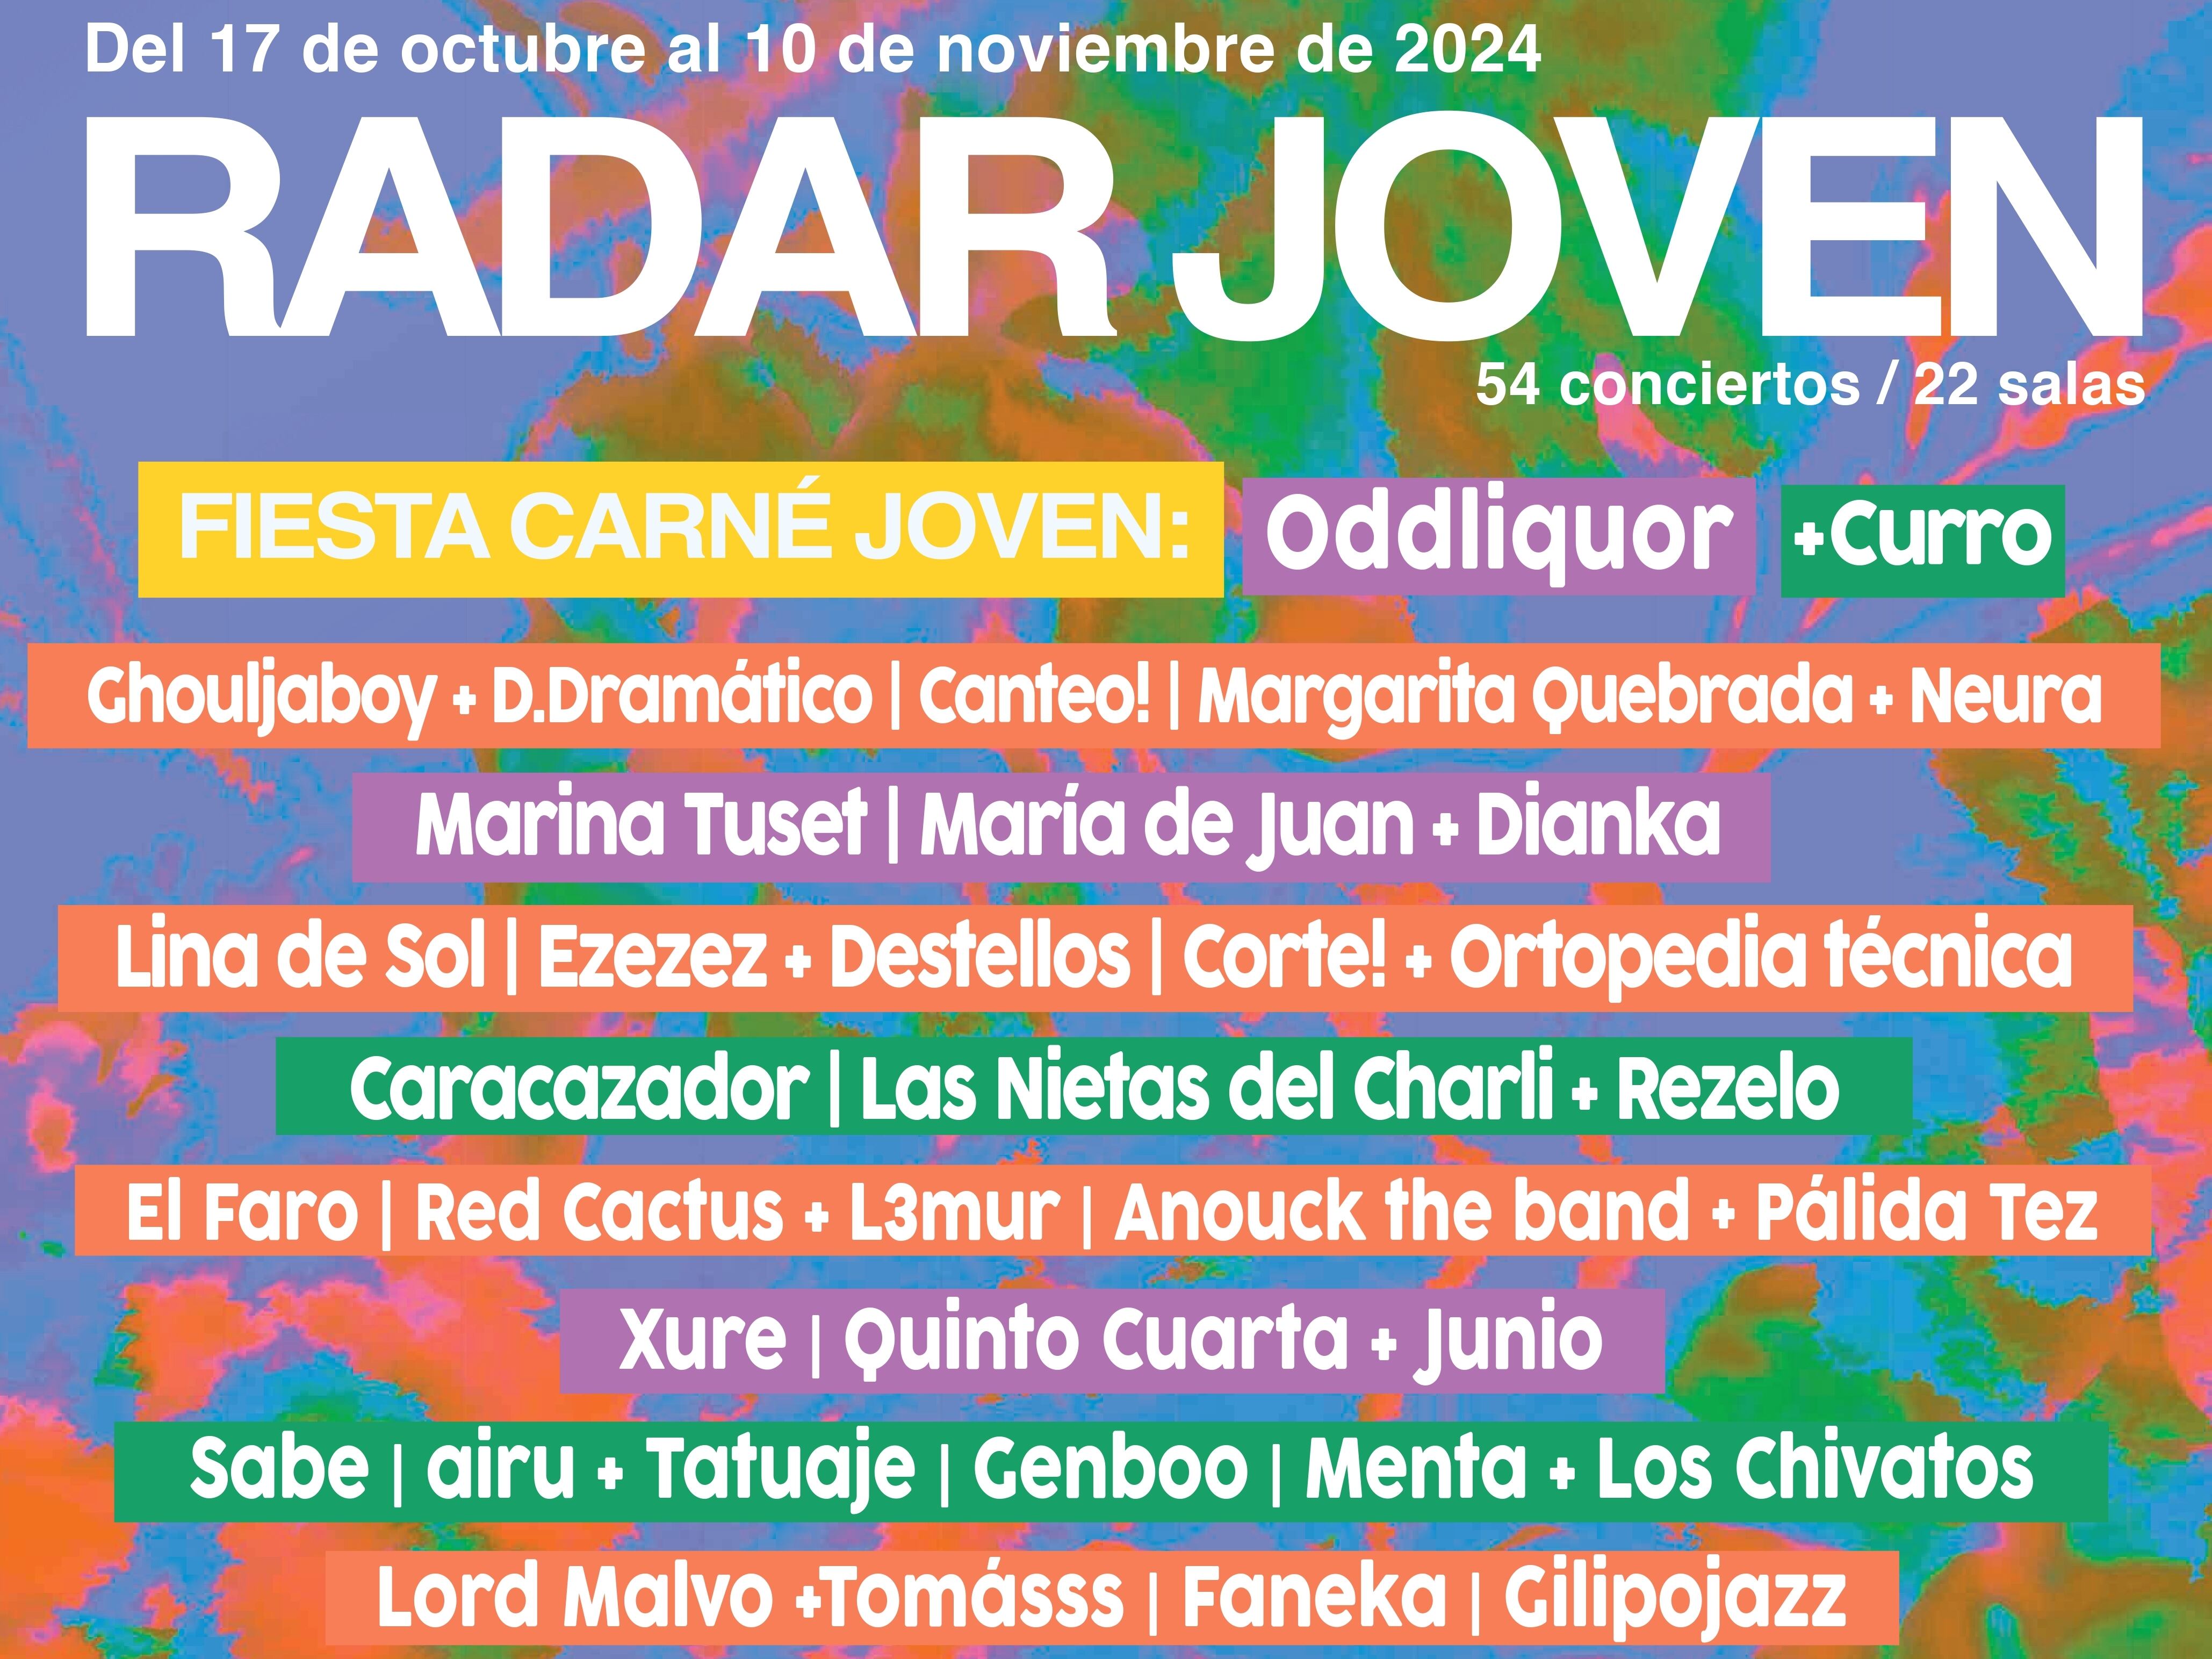 Del 17 de octubre al 10 de noviembre de 2024
RADAR JOVEN
54 conciertos / 22 salas
FIESTA CARNÉ JOVEN: Oddliquor +Curro
Ghouljaboy + D.Dramático | Canteo! | Margarita Quebrada + Neura
Marina Tuset | María de Juan + Dianka
Lina de Sol | Ezezez + Destellos | Corte! + Ortopedia técnica
Caracazador | Las Nietas del Charli + Rezelo
El Faro | Red Cactus + L3mur | Anouck the band + Pálida Tez
Xure | Quinto Cuarta + Junio
Sabe | airu + Tatuaje | Genboo | Menta + Los Chivatos
Lord Malvo +Tomásss | Faneka | Gilipojazz